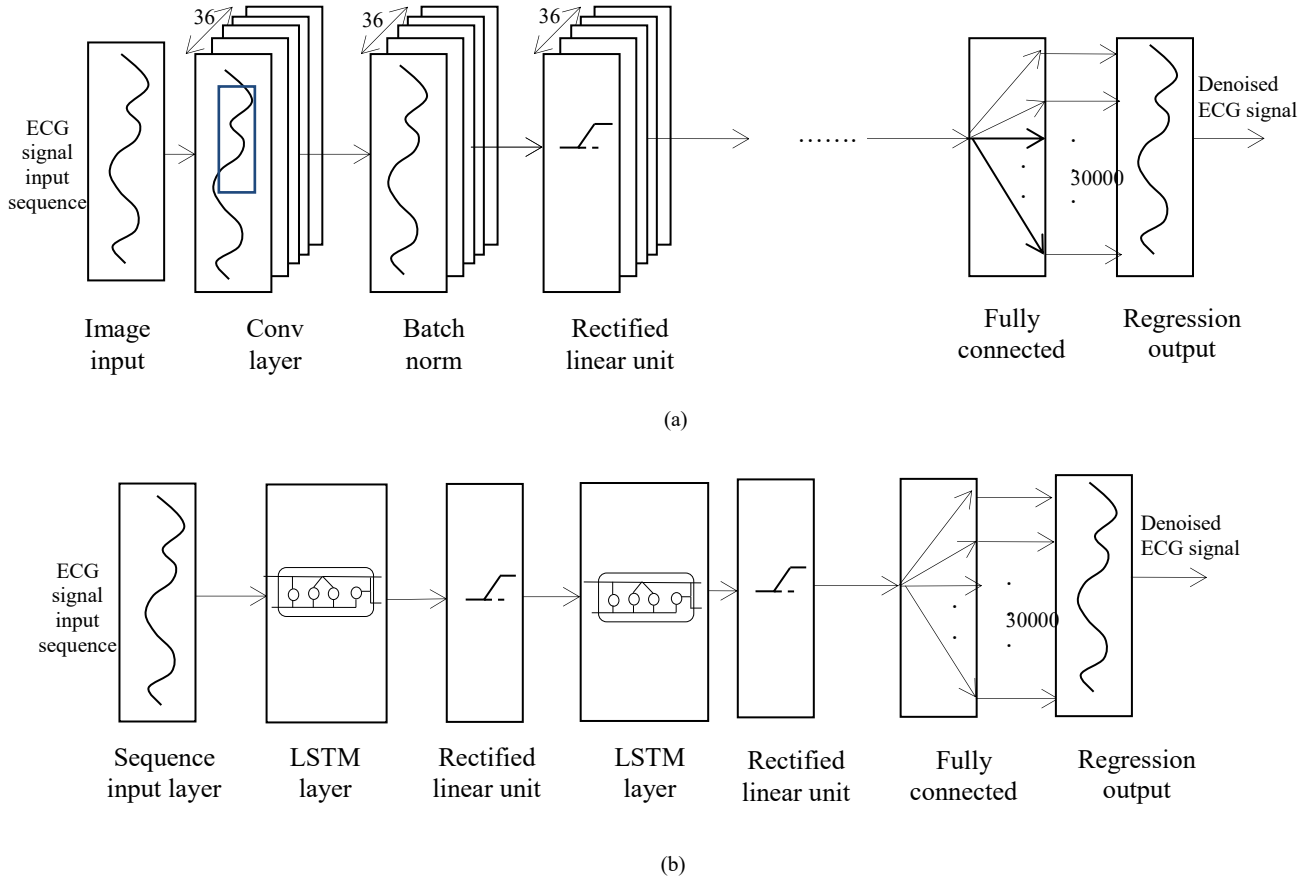 36
36
36
ECG
signal
input
sequence
.......
30000
Denoised
ECG signal
Image
input
Conv
layer
Batch
norm
Rectified
linear unit
Fully
connected
Regression
output
(a)
ECG
signal
input
sequence
30000
Denoised
ECG signal
Sequence
input layer
LSTM
layer
Rectified
linear unit
LSTM
layer
Rectified
linear unit
Fully
connected
Regression
output
(b)